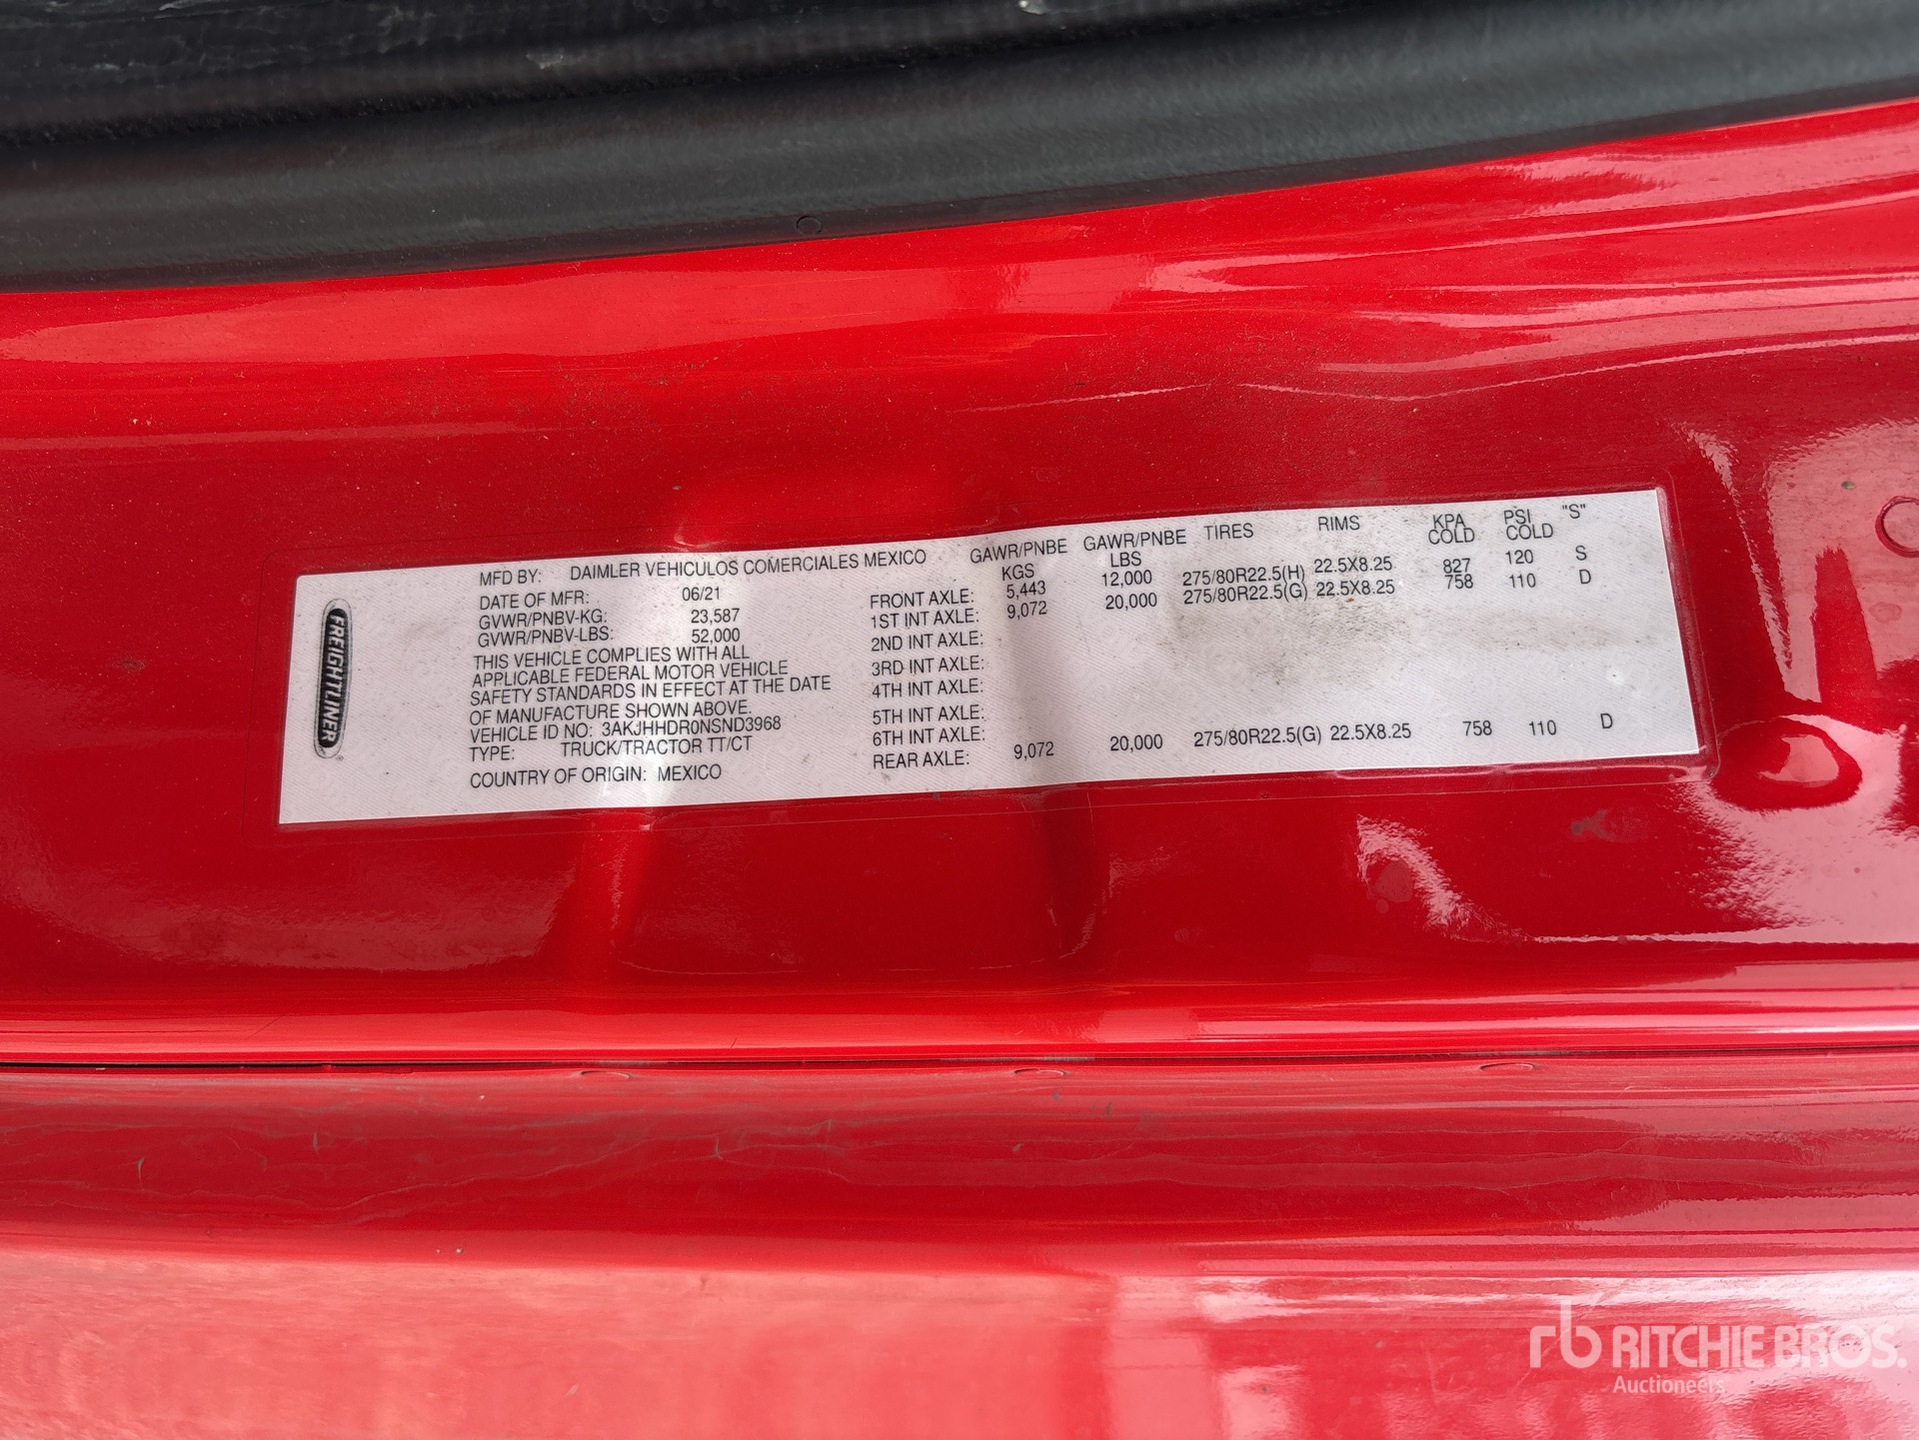 FREIGHTLINER
MFD BY: DAIMLER VEHICULOS COMERCIALES MEXICO
DATE OF MFR: 06/21
GVWR/PNBV-KG: 23,587
GVWR/PNBV-LBS: 52,000
THIS VEHICLE COMPLIES WITH ALL
APPLICABLE FEDERAL MOTOR VEHICLE
SAFETY STANDARDS IN EFFECT AT THE DATE
OF MANUFACTURE SHOWN ABOVE.
VEHICLE ID NO: 3AKJHHDR0NSND3968
TYPE: TRUCK/TRACTOR TT/CT
COUNTRY OF ORIGIN: MEXICO
GAWR/PNBE KGS GAWR/PNBE LBS TIRES RIMS KPA COLD PSI COLD "S"
FRONT AXLE: 5,443 12,000 275/80R22.5(H) 22.5X8.25 827 120 S
1ST INT AXLE: 9,072 20,000 275/80R22.5(G) 22.5X8.25 758 110 D
2ND INT AXLE:
3RD INT AXLE:
4TH INT AXLE:
5TH INT AXLE:
6TH INT AXLE:
REAR AXLE: 9,072 20,000 275/80R22.5(G) 22.5X8.25 758 110 D
rb RITCHIE BROS.
Auctioneers